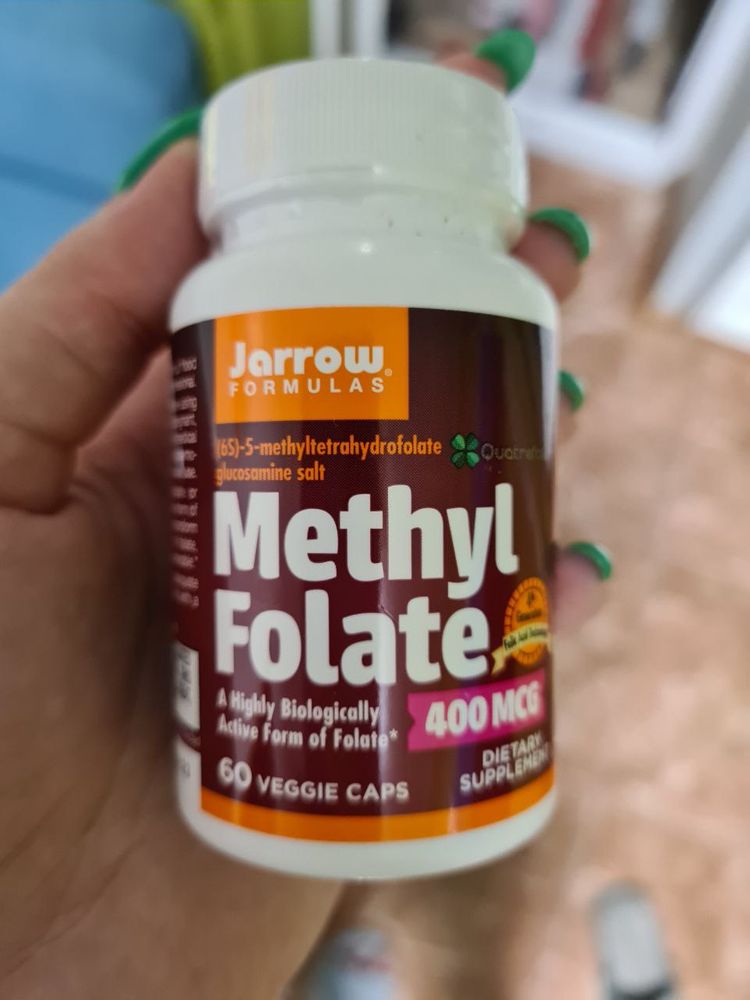 Jarrow®
FORMULAS
(6S)-5-methyltetrahydrofolate
glucosamine salt
Methyl
Folate
A Highly Biologically
Active Form of Folate*
400 MCG
60 VEGGIE CAPS
DIETARY
SUPPLEMENT